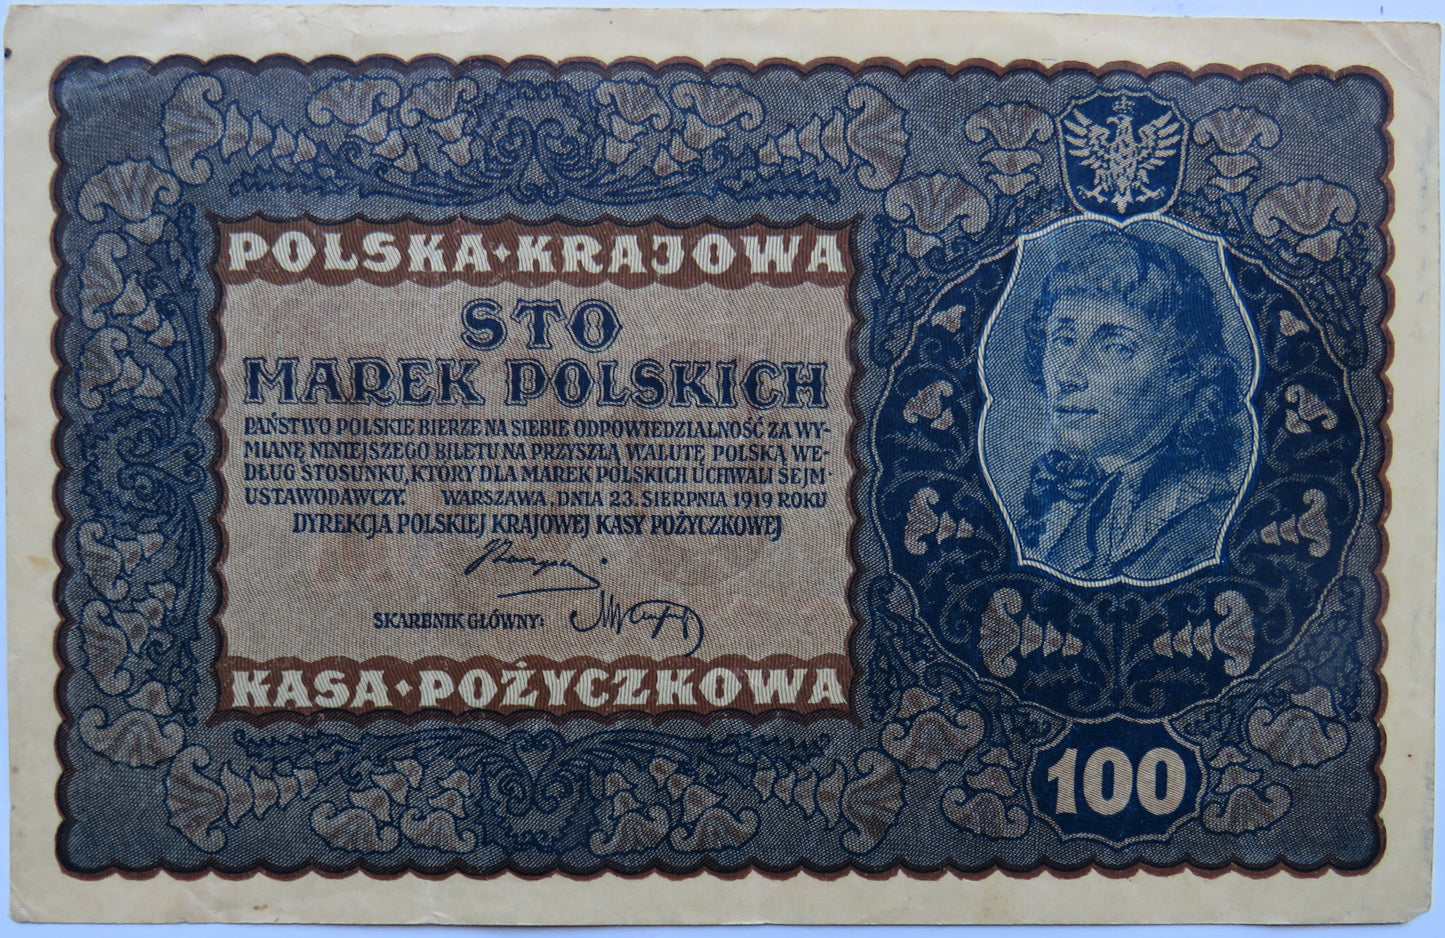 POLSKA • KRAJOWA
STO
MAREK POLSKICH
PAŃSTWO POLSKIE BIERZE NA SIEBIE ODPOWIEDZIALNOŚĆ ZA WY-
MIANĘ NINIEJSZEGO BILETU NA PRZYSZŁĄ WALUTĘ POLSKĄ WE-
DŁUG STOSUNKU, KTÓRY DLA MAREK POLSKICH UCHWALI SEJM
USTAWODAWCZY. WARSZAWA, DNIA 23. SIERPNIA 1919 ROKU
DYREKCJA POLSKIEJ KRAJOWEJ KASY POŻYCZKOWEJ
SKARBNIK GŁÓWNY:
KASA • POŻYCZKOWA
100